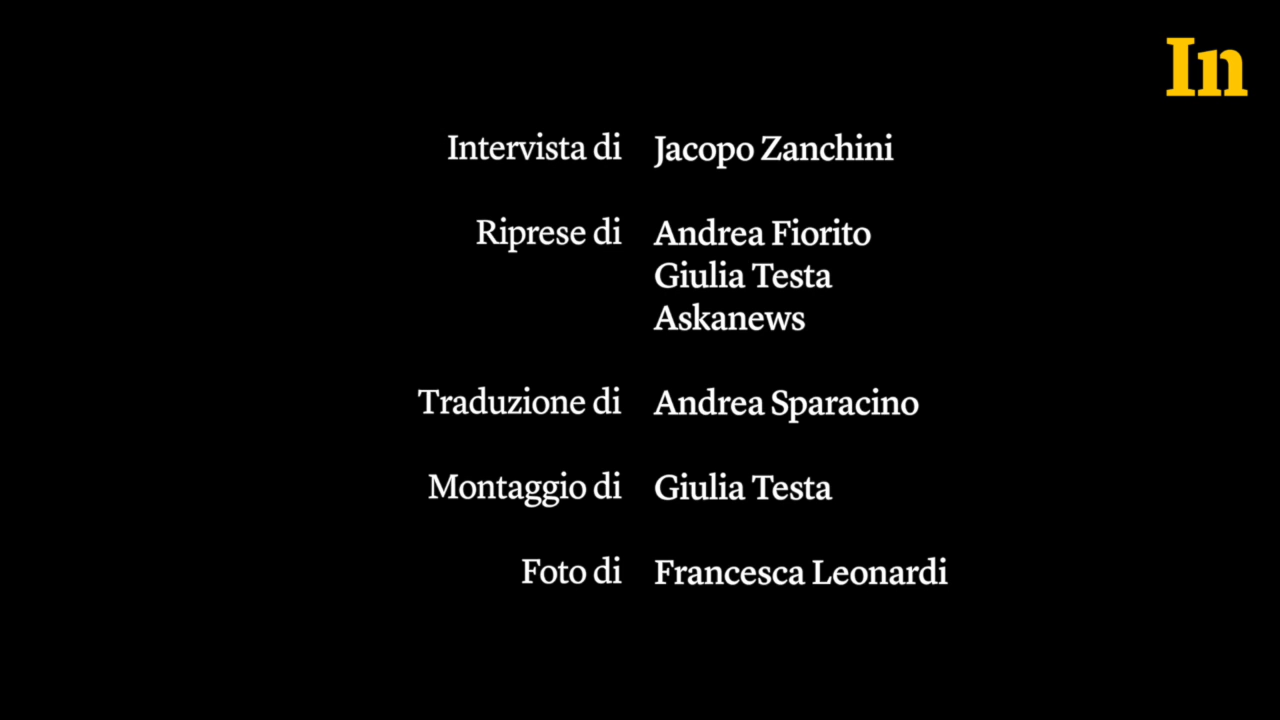 In
Intervista di Jacopo Zanchini
Riprese di Andrea Fiorito
Giulia Testa
Askanews
Traduzione di Andrea Sparacino
Montaggio di Giulia Testa
Foto di Francesca Leonardi